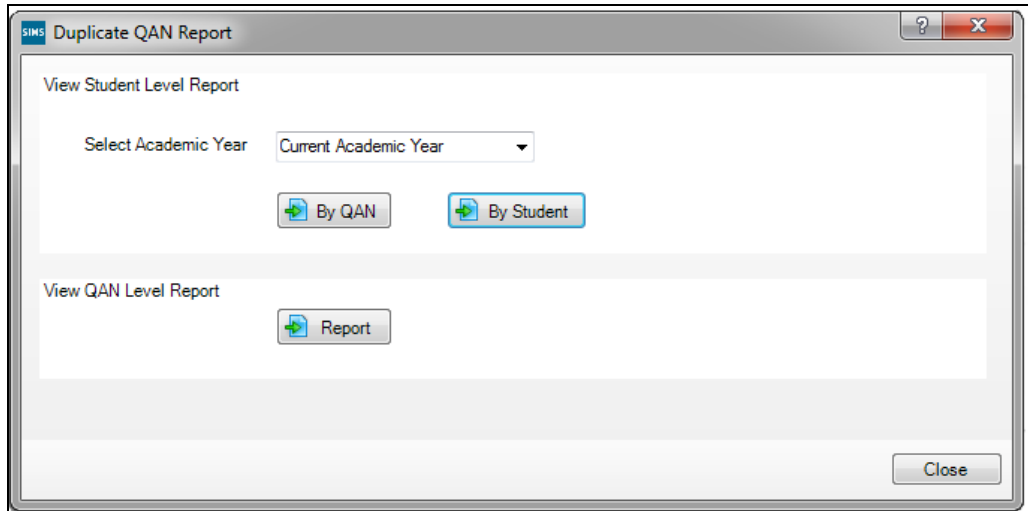 SIMS Duplicate QAN Report
?
View Student Level Report
Select Academic Year Current Academic Year
By QAN By Student
View QAN Level Report
Report
Close